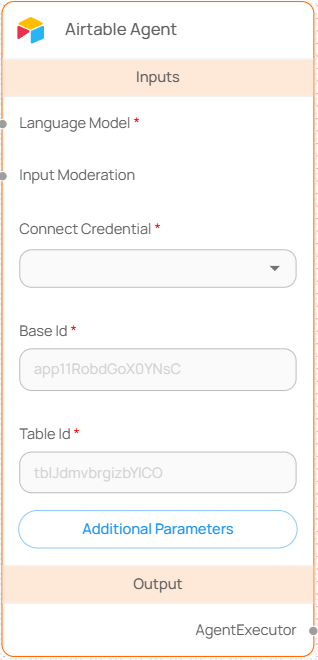 Airtable Agent
Inputs
Language Model *
Input Moderation
Connect Credential *
Base Id *
app11RobdGoX0YNsC
Table Id *
tblJdmvbrgizbYICO
Additional Parameters
Output
AgentExecutor